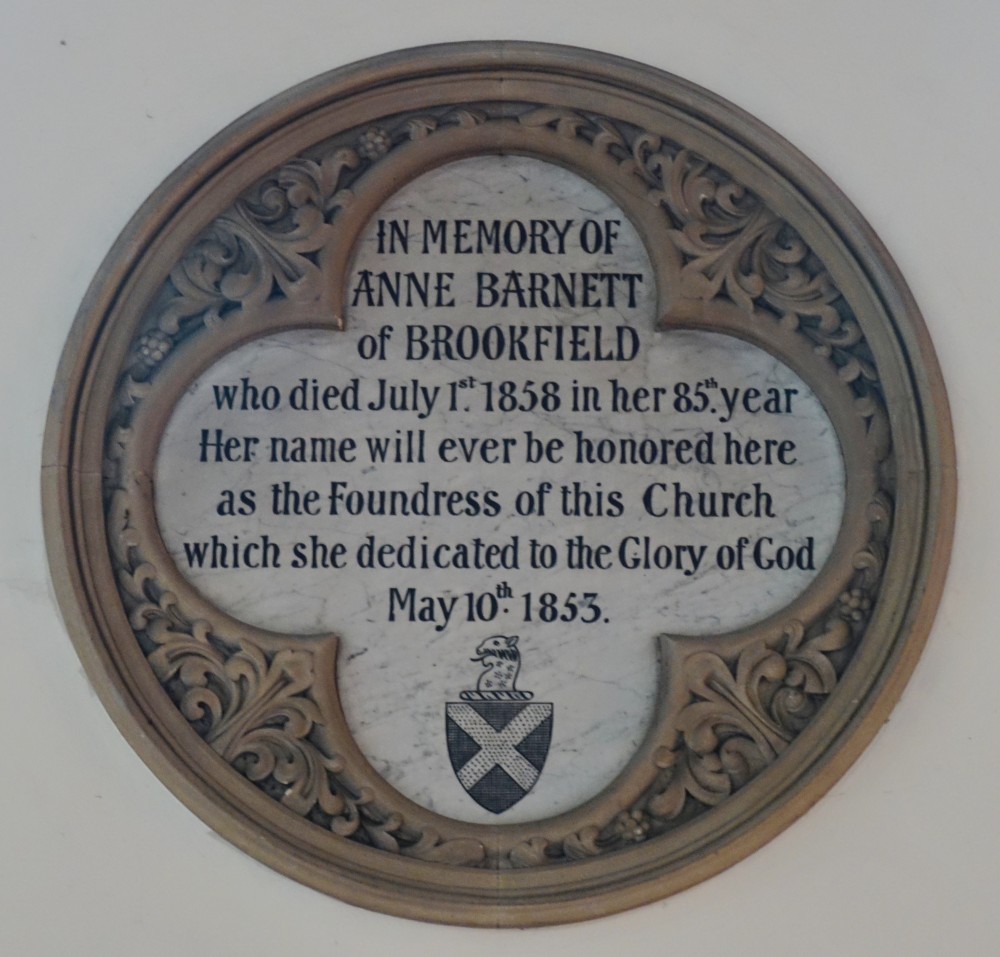 IN MEMORY OF
ANNE BARNETT
of BROOKFIELD
who died July 1st. 1858 in her 85th. year
Her name will ever be honored here
as the Foundress of this Church
which she dedicated to the Glory of God
May 10th. 1853.